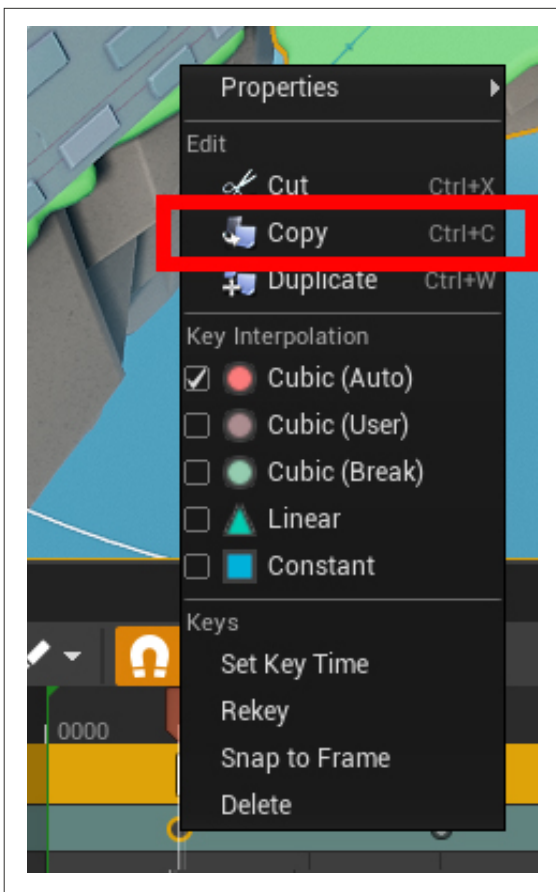 Properties
Edit
Cut Ctrl+X
Copy Ctrl+C
Duplicate Ctrl+W
Key Interpolation
Cubic (Auto)
Cubic (User)
Cubic (Break)
Linear
Constant
Keys
Set Key Time
0000
Rekey
Snap to Frame
Delete